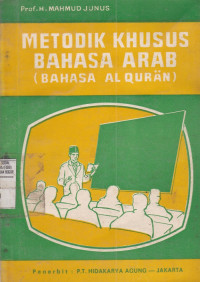 Prof. H. MAHMUD JUNUS
METODIK KHUSUS
BAHASA ARAB
(BAHASA AL QURÄN)
Penerbit : P.T. HIDAKARYA AGUNG — JAKARTA